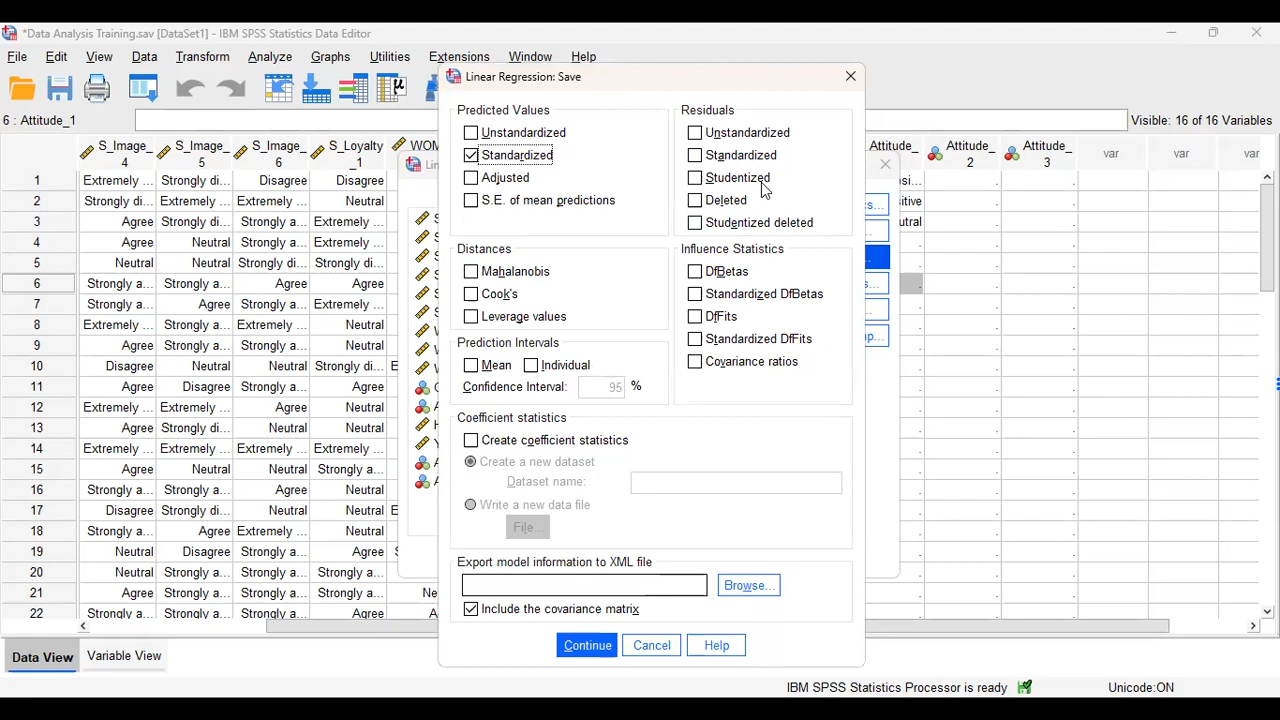 *Data Analysis Training.sav [DataSet1] - IBM SPSS Statistics Data Editor
File Edit View Data Transform Analyze Graphs Utilities Extensions Window Help
6 : Attitude_1
Visible: 16 of 16 Variables
Linear Regression: Save
Predicted Values
Unstandardized
Standardized
Adjusted
S.E. of mean predictions
Residuals
Unstandardized
Standardized
Studentized
Deleted
Studentized deleted
Distances
Mahalanobis
Cook's
Leverage values
Influence Statistics
DfBetas
Standardized DfBetas
DfFits
Standardized DfFits
Covariance ratios
Prediction Intervals
Mean Individual
Confidence Interval: 95 %
Coefficient statistics
Create coefficient statistics
Create a new dataset
Dataset name:
Write a new data file
File...
Export model information to XML file
Browse...
Include the covariance matrix
Continue Cancel Help
S_Image_4 S_Image_5 S_Image_6 S_Loyalty_1 Attitude_2 Attitude_3 var var var
1 Extremely ... Strongly di... Disagree Disagree
2 Strongly di... Extremely ... Extremely ... Neutral
3 Agree Strongly di... Strongly a... Extremely ...
4 Agree Neutral Strongly a... Extremely ...
5 Neutral Neutral Strongly di... Strongly di...
6 Strongly a... Strongly a... Agree Agree
7 Strongly a... Agree Strongly a... Extremely ...
8 Extremely ... Strongly a... Extremely ... Neutral
9 Agree Strongly a... Extremely ... Neutral
10 Disagree Neutral Strongly a... Neutral
11 Agree Disagree Strongly a... Agree
12 Extremely ... Agree Extremely ... Neutral
13 Agree Strongly di... Agree Neutral
14 Extremely ... Extremely ... Extremely ... Extremely ...
15 Agree Neutral Neutral Strongly a...
16 Strongly a... Strongly a... Agree Neutral
17 Disagree Strongly di... Strongly a... Neutral
18 Strongly a... Agree Extremely ... Neutral
19 Neutral Disagree Strongly a... Agree
20 Neutral Strongly a... Strongly a... Strongly a...
21 Agree Strongly a... Extremely ... Agree
22 Strongly a... Strongly a... Strongly a... Agree
Data View Variable View
IBM SPSS Statistics Processor is ready Unicode:ON